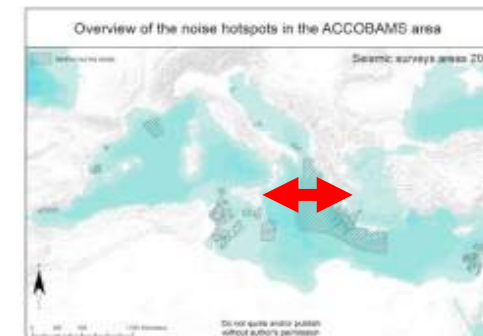 Overview of the noise hotspots in the ACCOBAMS area
Seismic surveys areas 20
Do not quote and/or publish
without author's permission